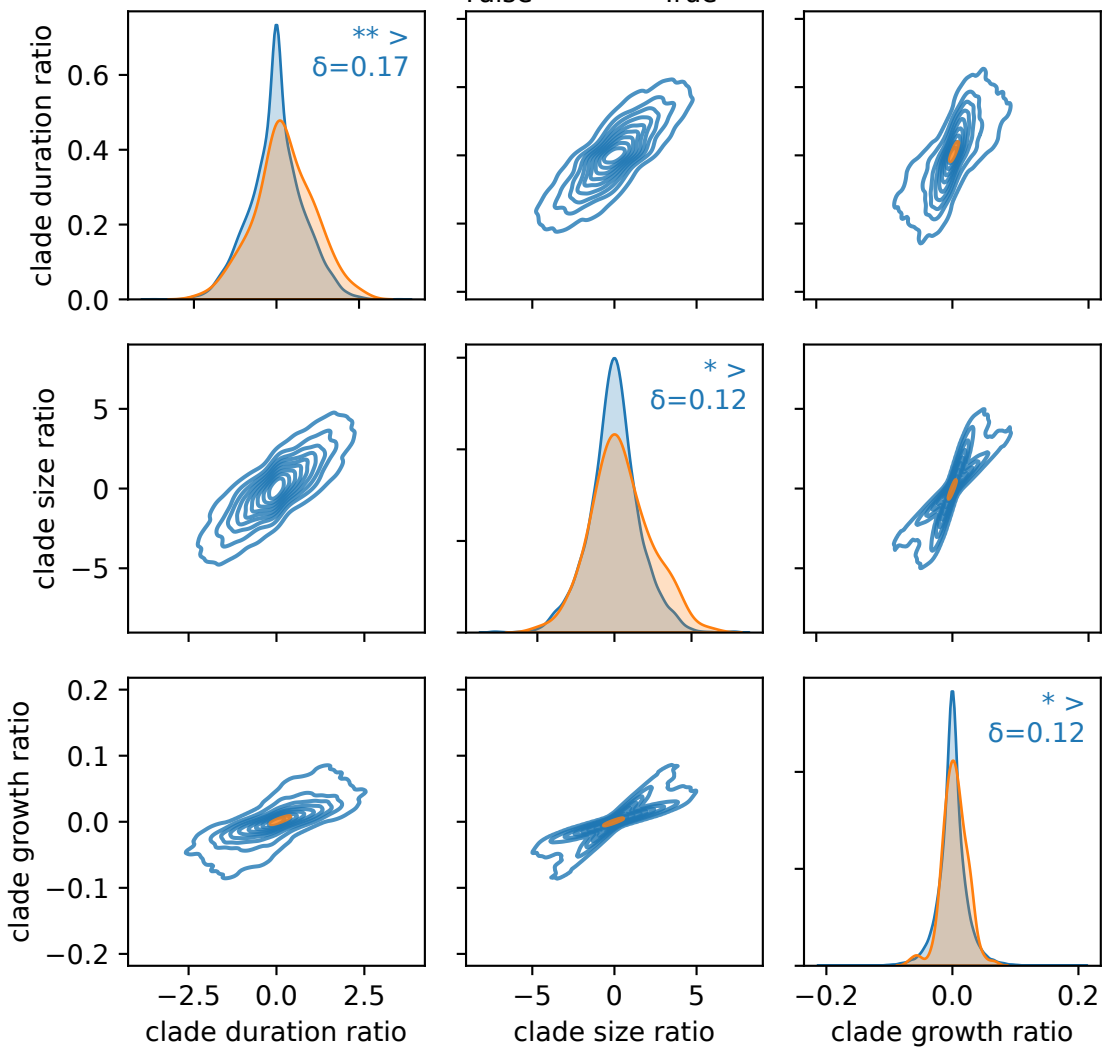 False True
clade duration ratio
0.6
0.4
0.2
0.0
** >
δ=0.17
clade size ratio
5
0
−5
* >
δ=0.12
clade growth ratio
0.2
0.1
0.0
−0.1
−0.2
* >
δ=0.12
−2.5 0.0 2.5
−5 0 5
−0.2 0.0 0.2
clade duration ratio
clade size ratio
clade growth ratio